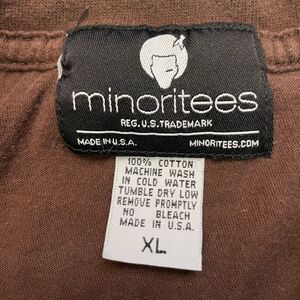 minoritees
REG. U.S. TRADEMARK
MADE IN U.S.A. MINORITEES.COM
100% COTTON
MACHINE WASH
IN COLD WATER
TUMBLE DRY LOW
REMOVE PROMPTLY
NO BLEACH
MADE IN U.S.A.
XL